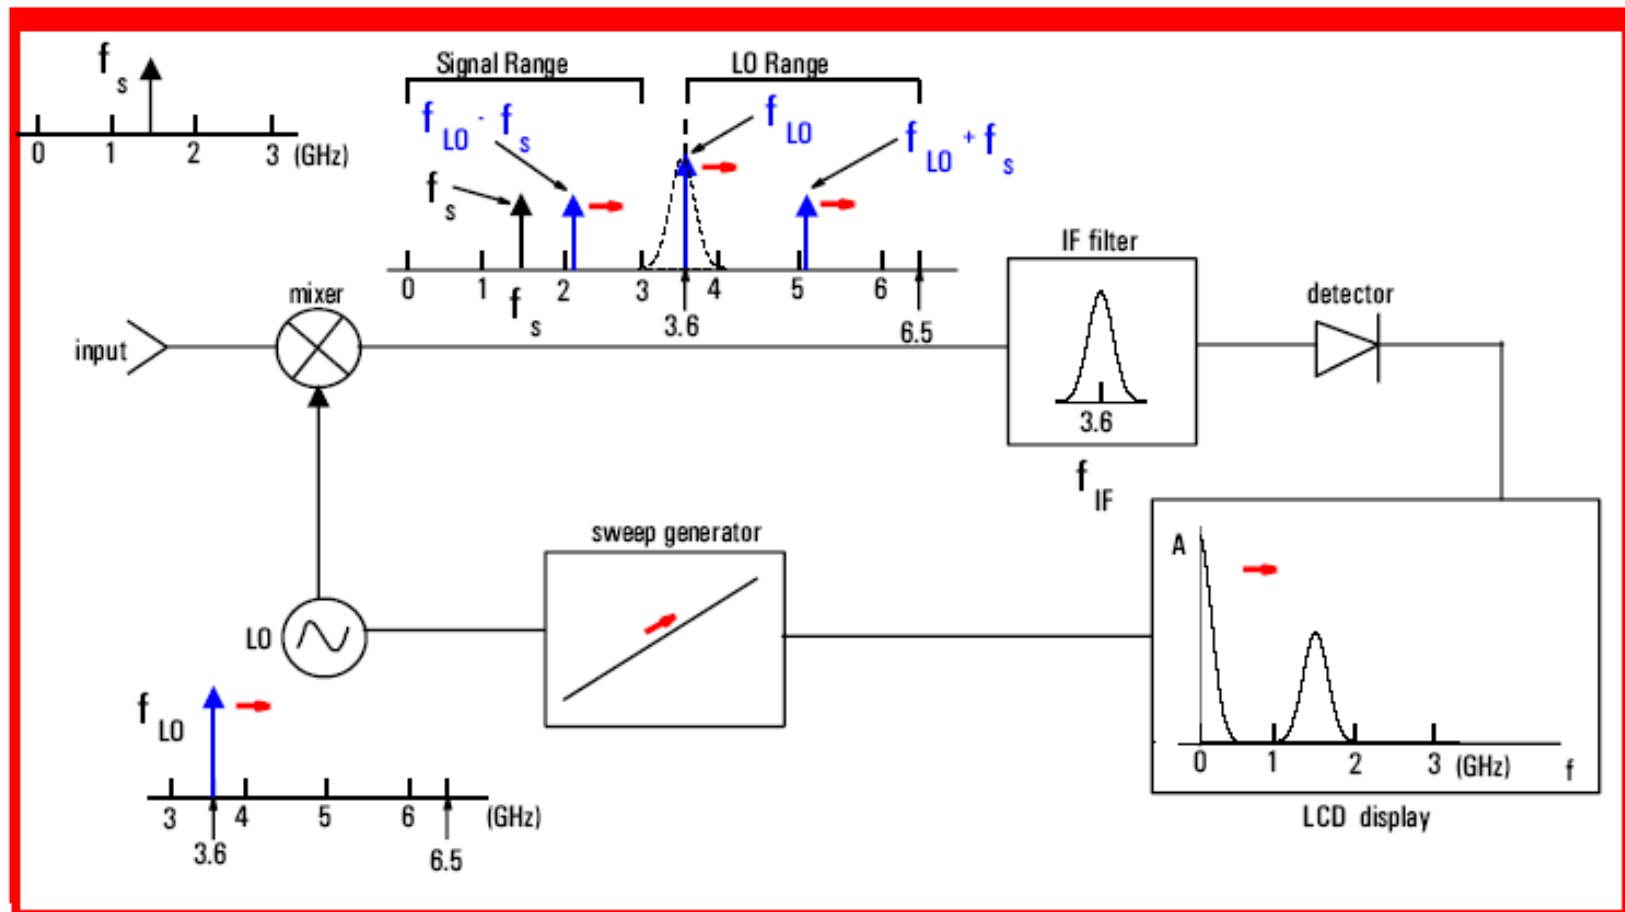 f s
0 1 2 3 (GHz)
Signal Range
LO Range
f LO - f s
f LO
f LO + f s
f s
0 1 2 3 4 5 6
f s
3.6
6.5
mixer
input
IF filter
3.6
f IF
detector
sweep generator
LO
f LO
3 4 5 6 (GHz)
3.6
6.5
A
0 1 2 3 (GHz) f
LCD display